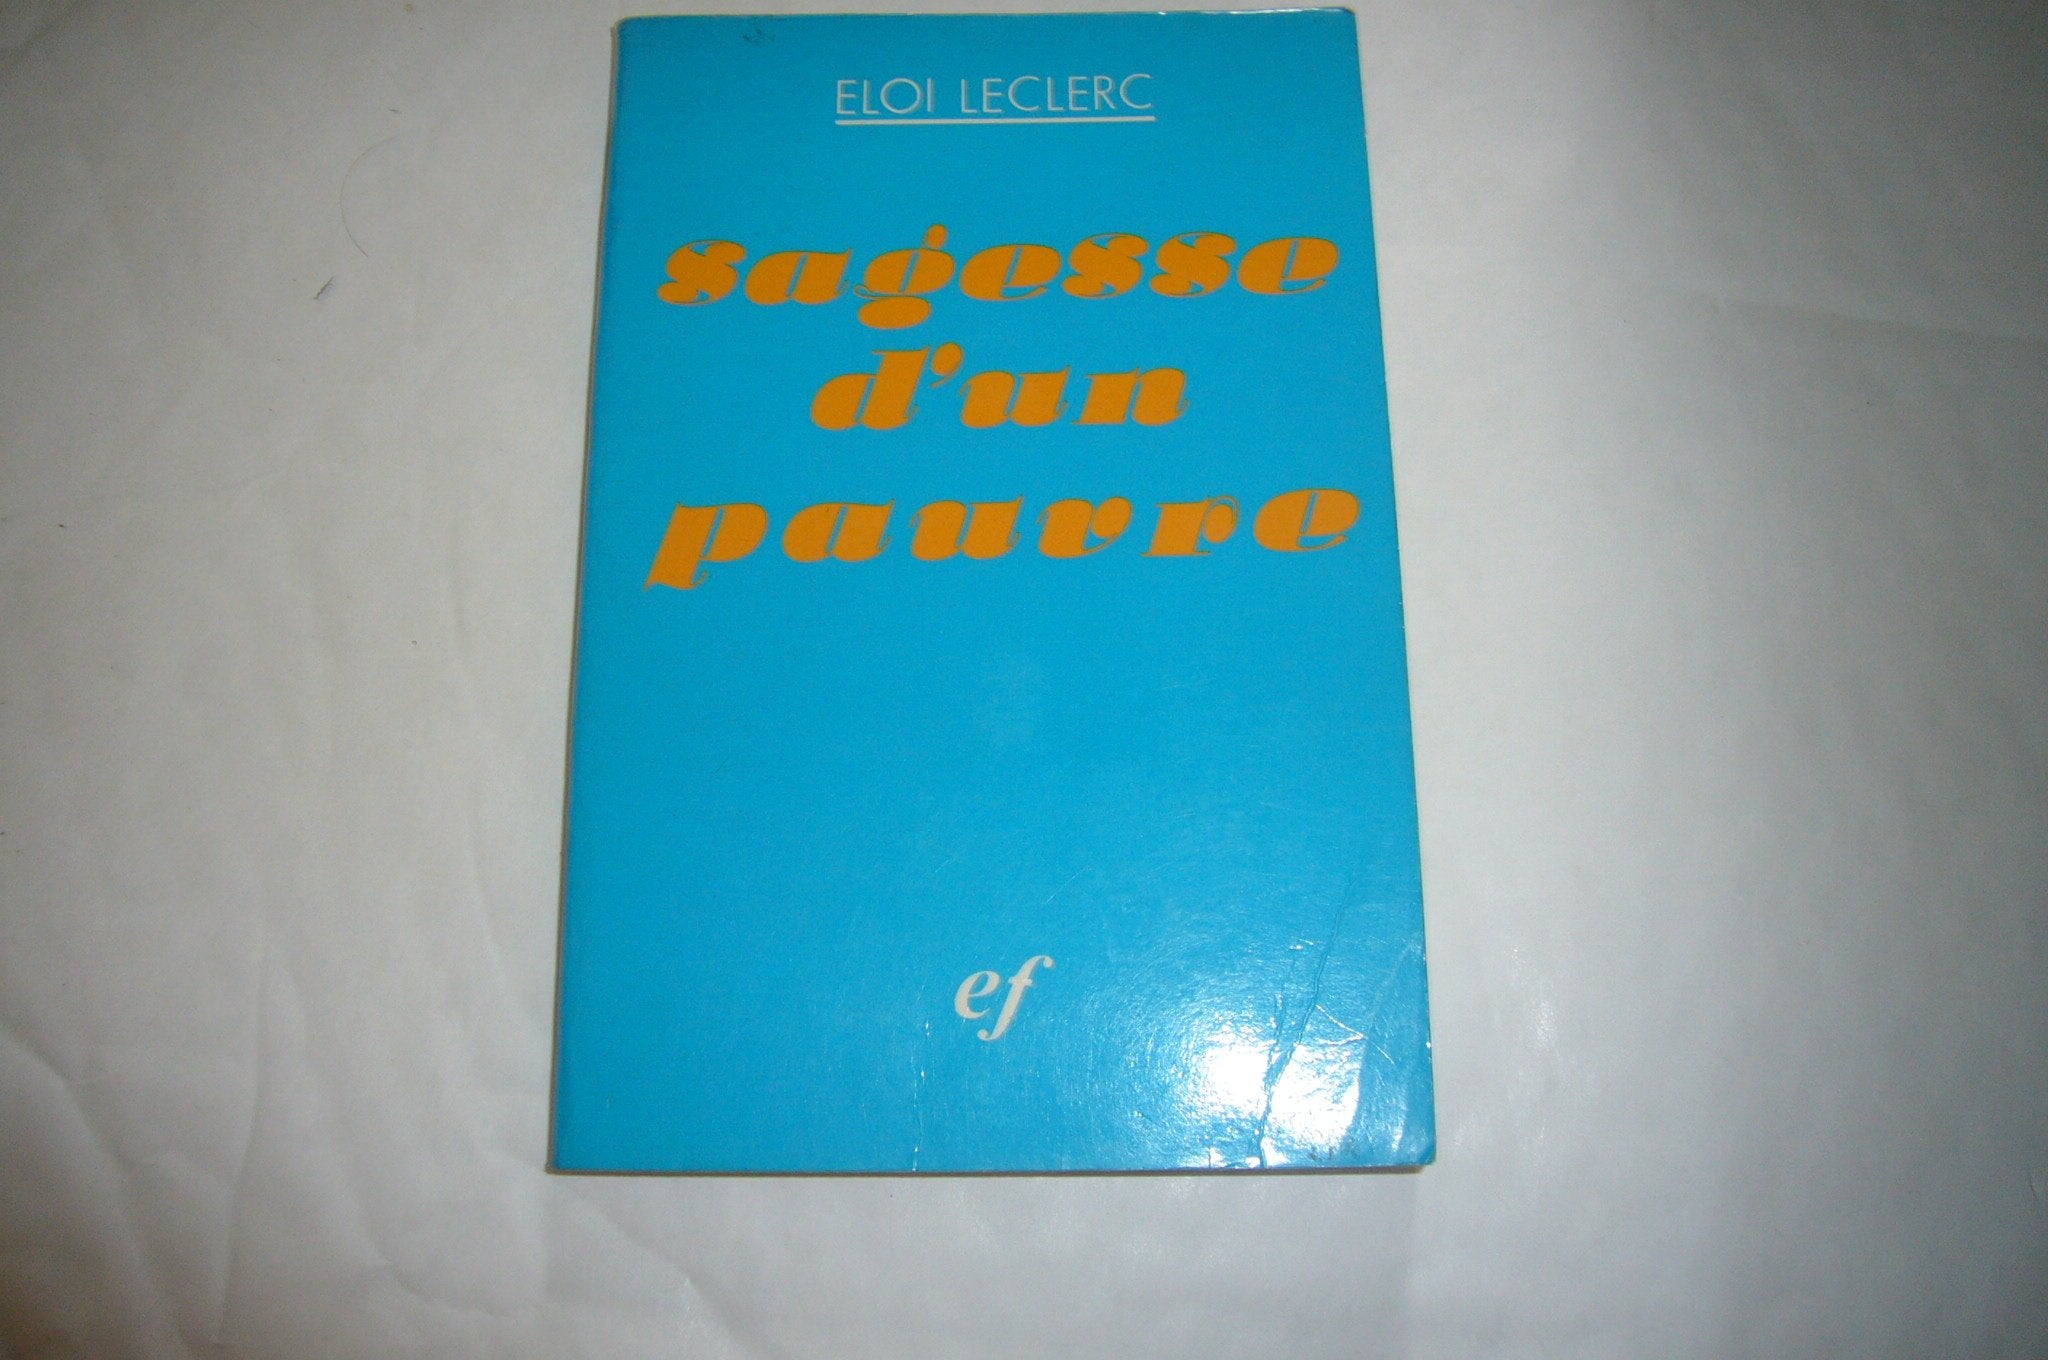 ELOI LECLERC
sagesse
d'un
pauvre
ef